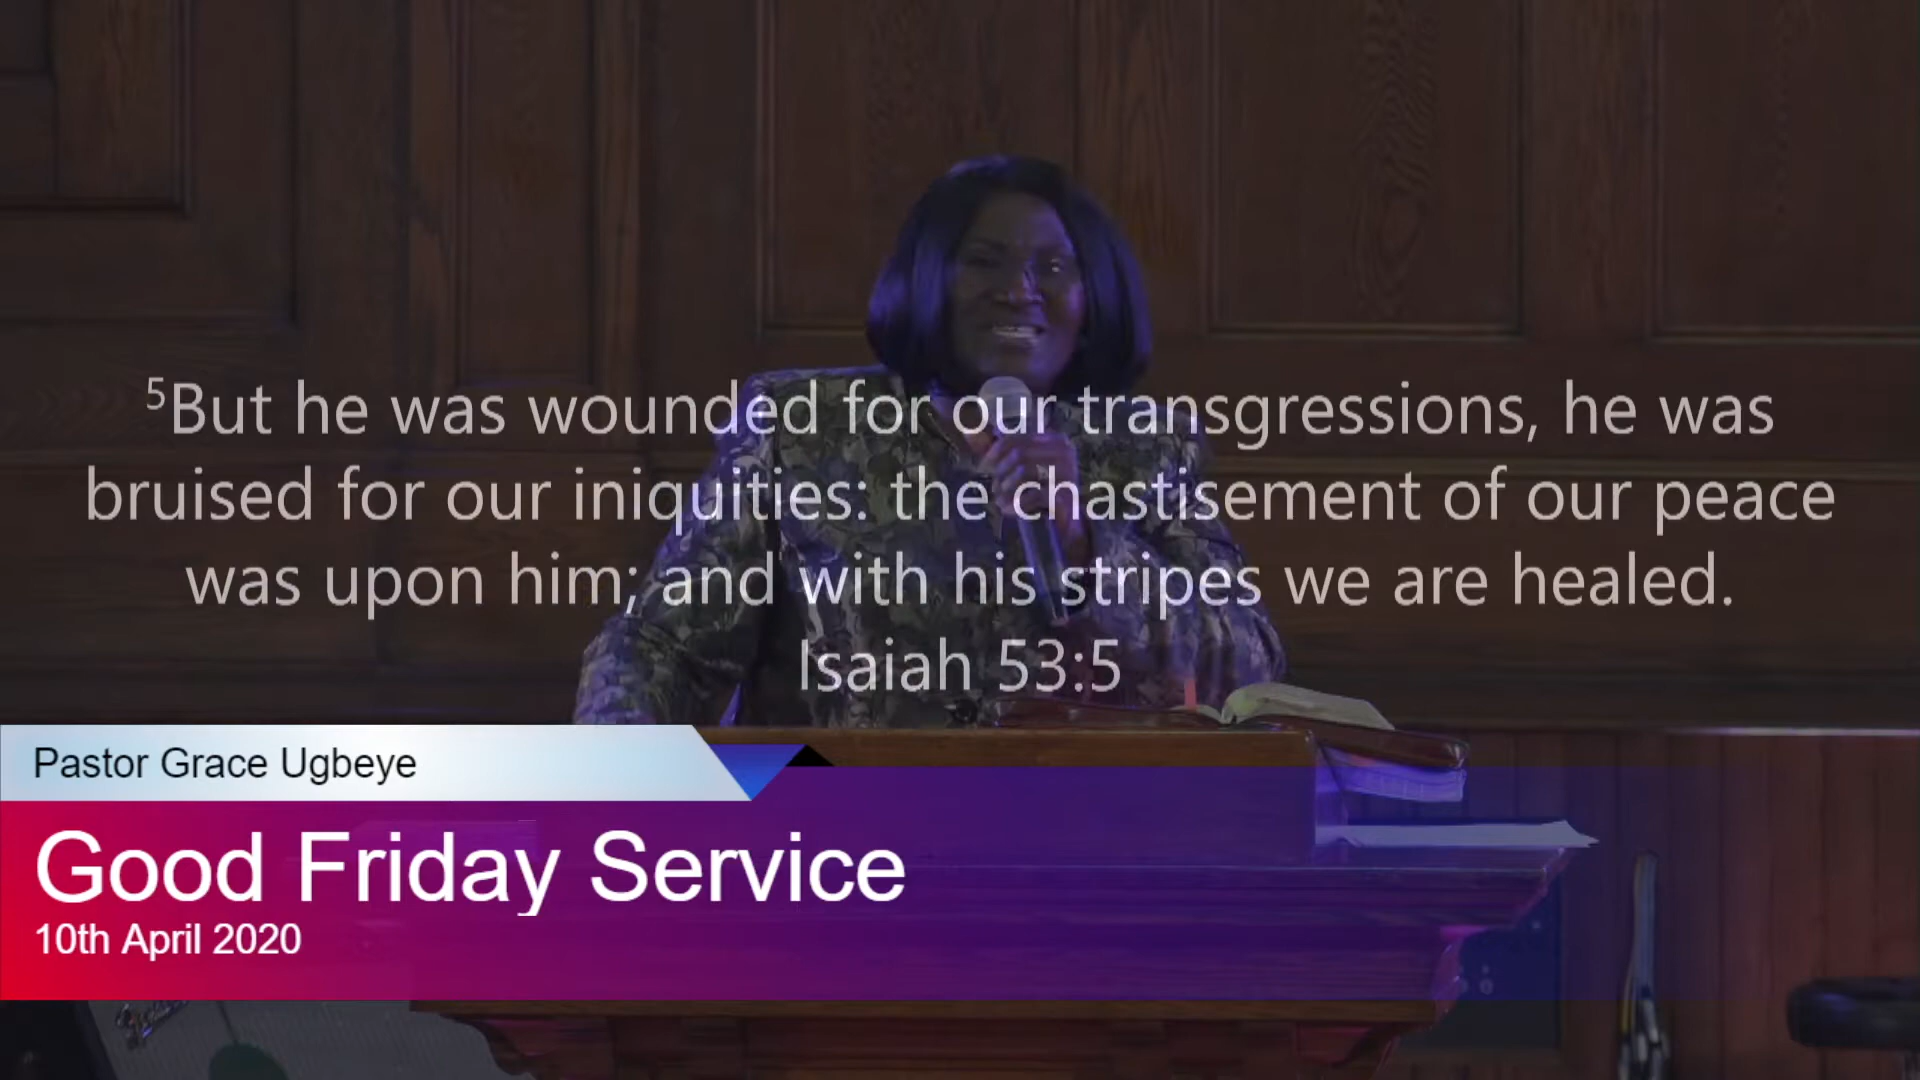 ⁵But he was wounded for our transgressions, he was
bruised for our iniquities: the chastisement of our peace
was upon him; and with his stripes we are healed.
Isaiah 53:5
Pastor Grace Ugbeye
Good Friday Service
10th April 2020